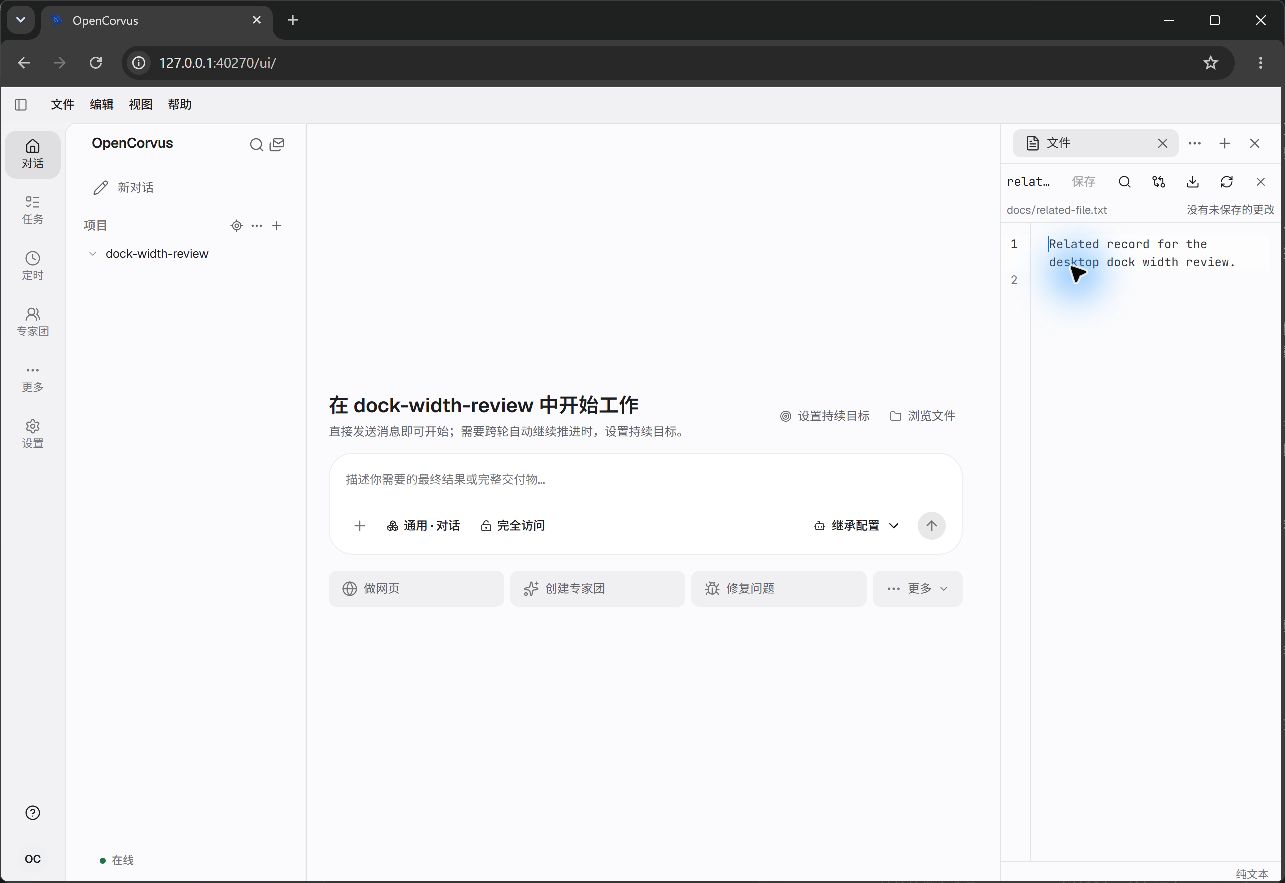 OpenCorvus
127.0.0.1:40270/ui/
文件 编辑 视图 帮助
对话
任务
定时
专家团
更多
设置
OC
OpenCorvus
新对话
项目
dock-width-review
在线
在 dock-width-review 中开始工作
直接发送消息即可开始；需要跨轮自动继续推进时，设置持续目标。
设置持续目标 浏览文件
描述你需要的最终结果或完整交付物...
通用 · 对话 完全访问 继承配置
做网页 创建专家团 修复问题 更多
文件
relat... 保存
docs/related-file.txt 没有未保存的更改
1 Related record for the
desktop dock width review.
2
纯文本